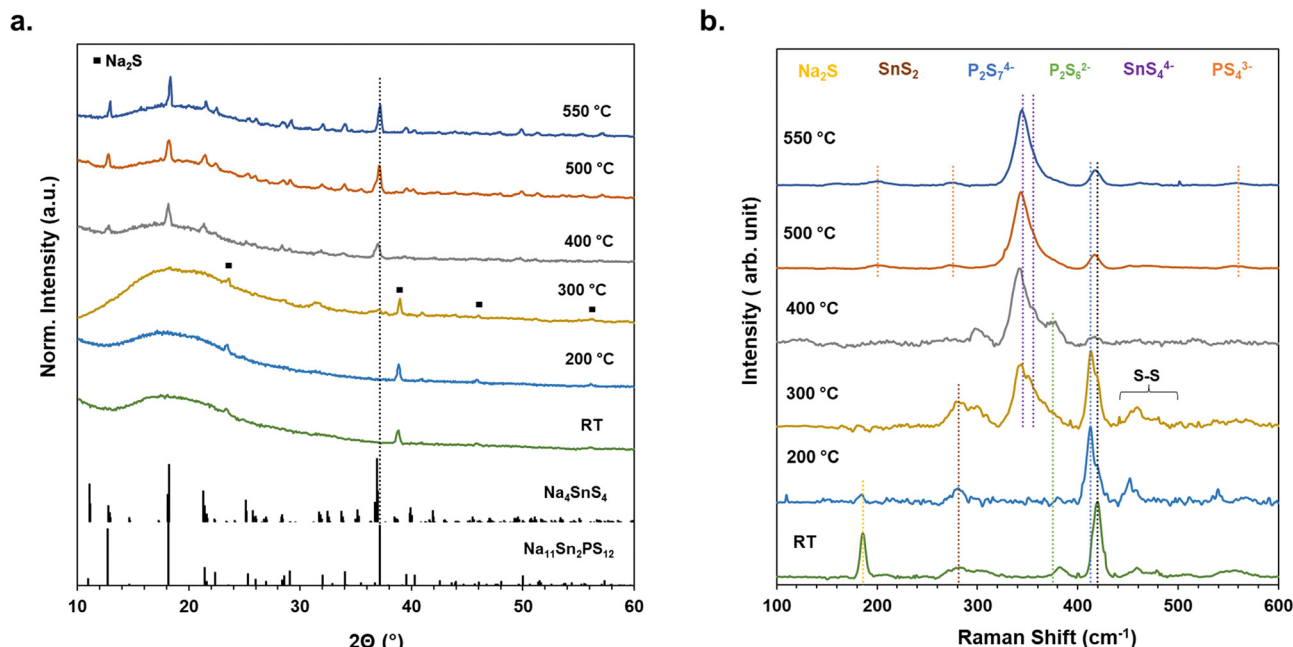 a.
■ Na₂S
550 °C
500 °C
400 °C
300 °C
200 °C
RT
Na₄SnS₄
Na₁₁Sn₂PS₁₂
Norm. Intensity (a.u.)
10 20 30 40 50 60
2Θ (°)
b.
Na₂S SnS₂ P₂S₇⁴⁻ P₂S₆²⁻ SnS₄⁴⁻ PS₄³⁻
550 °C
500 °C
400 °C
300 °C
S-S
200 °C
RT
Intensity ( arb. unit)
100 200 300 400 500 600
Raman Shift (cm⁻¹)